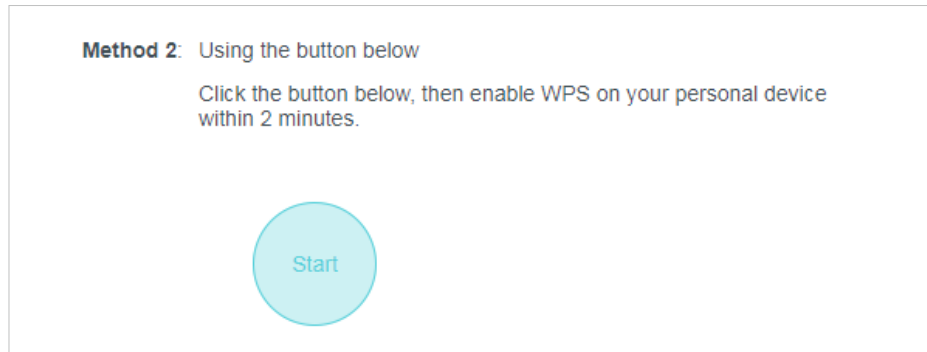 Method 2: Using the button below
Click the button below, then enable WPS on your personal device
within 2 minutes.
Start